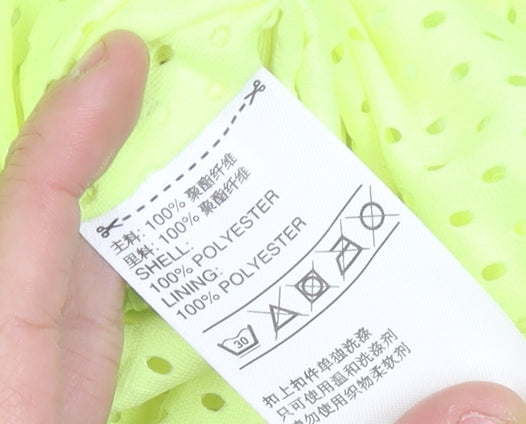 主料: 100% 聚酯纤维
里料: 100% 聚酯纤维
SHELL:
100% POLYESTER
LINING:
100% POLYESTER
30
扣上扣件单独洗涤
只可使用温和洗涤剂
请勿使用织物柔软剂